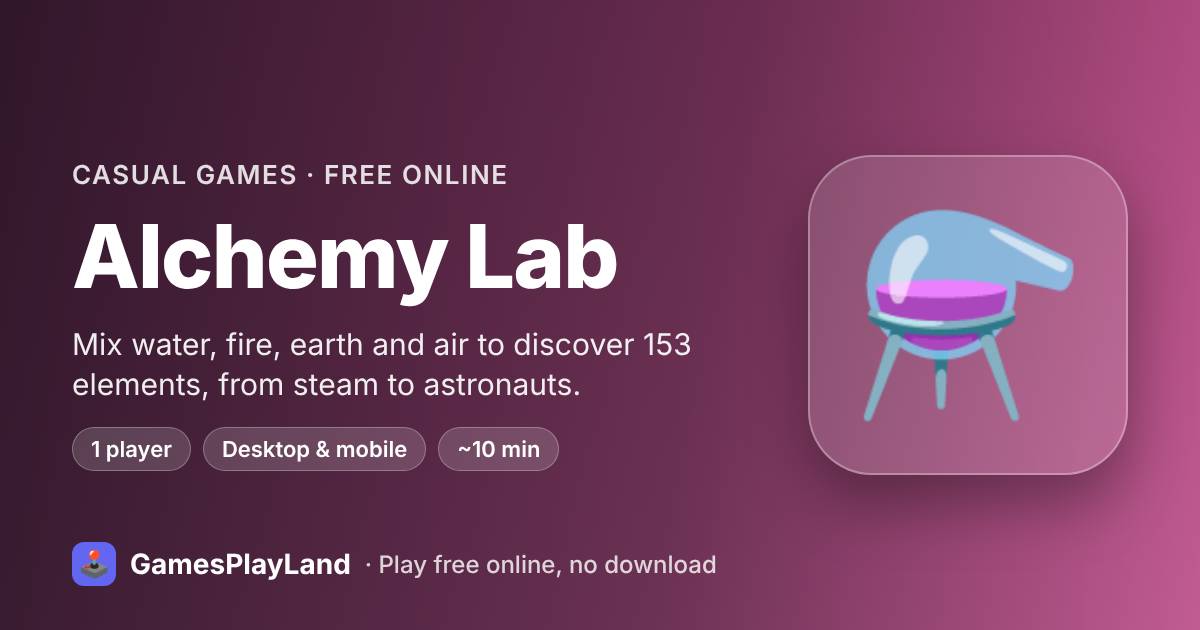 CASUAL GAMES · FREE ONLINE
Alchemy Lab
Mix water, fire, earth and air to discover 153
elements, from steam to astronauts.
1 player
Desktop & mobile
~10 min
GamesPlayLand · Play free online, no download